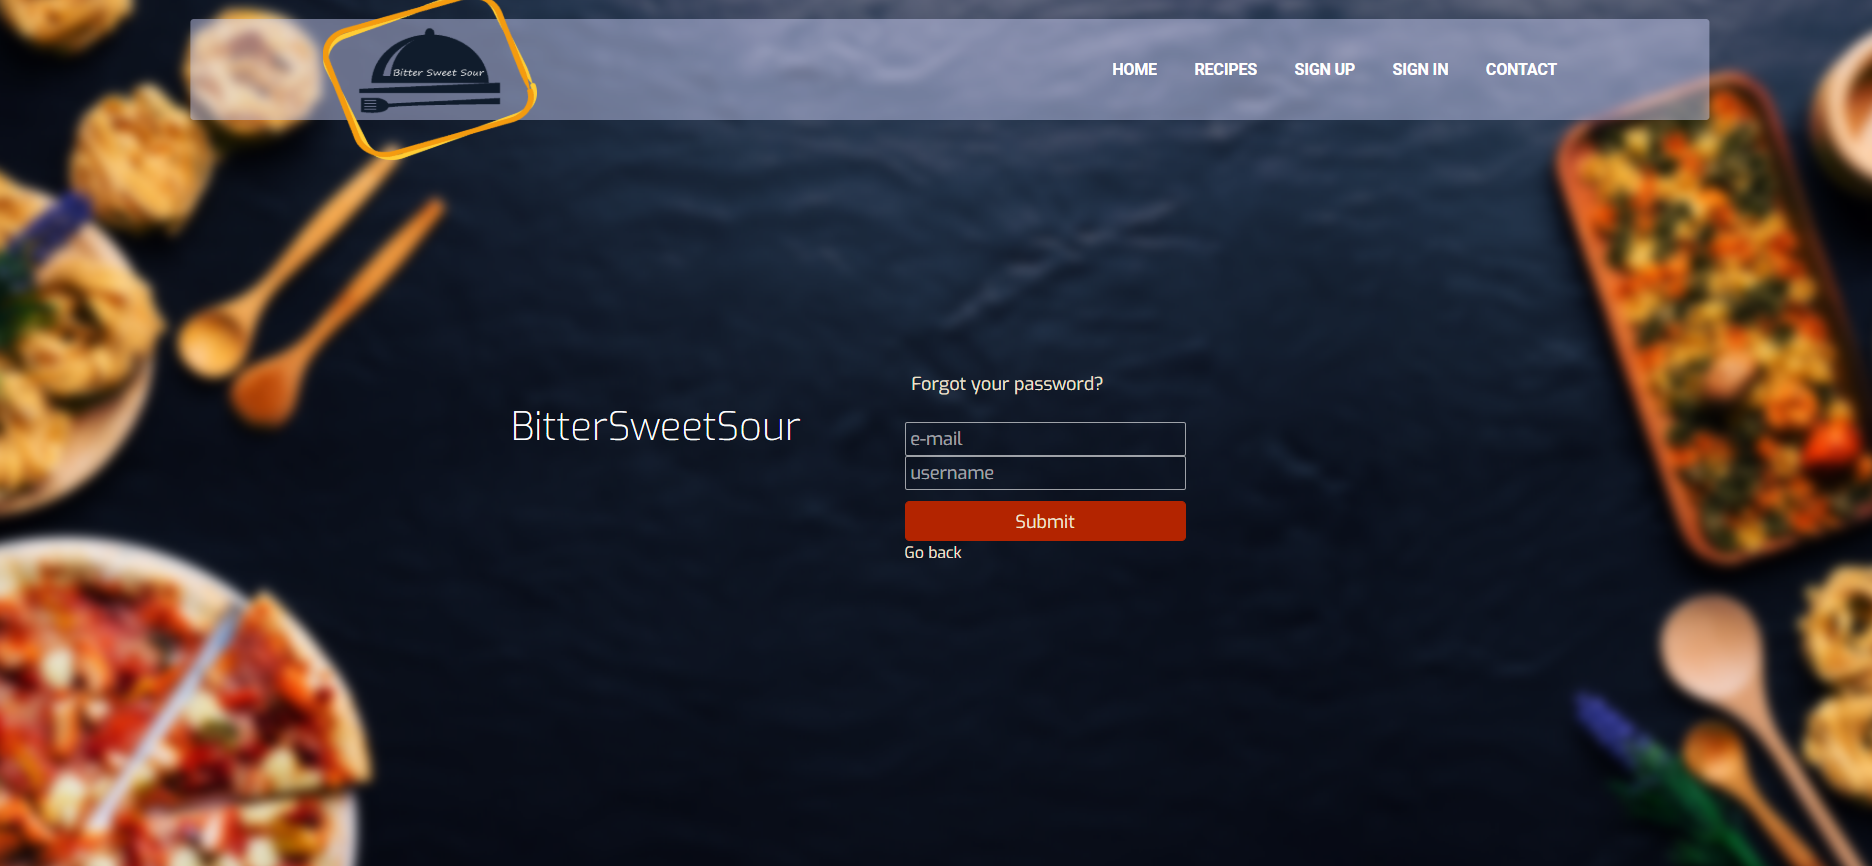 Bitter Sweet Sour
HOME RECIPES SIGN UP SIGN IN CONTACT
BitterSweetSour
Forgot your password?
e-mail
username
Submit
Go back